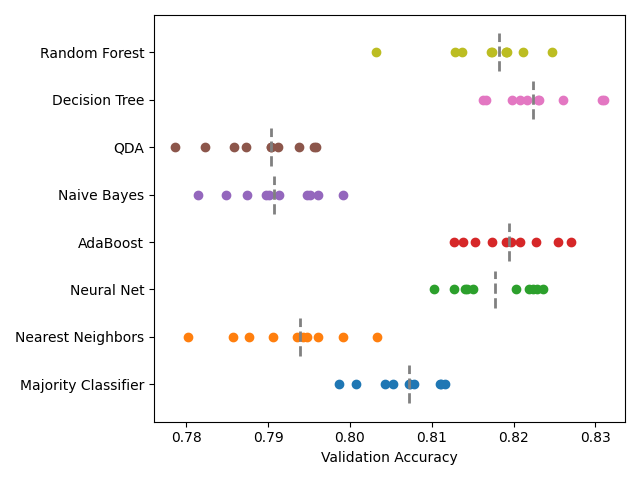 Random Forest
Decision Tree
QDA
Naive Bayes
AdaBoost
Neural Net
Nearest Neighbors
Majority Classifier
0.78 0.79 0.80 0.81 0.82 0.83
Validation Accuracy